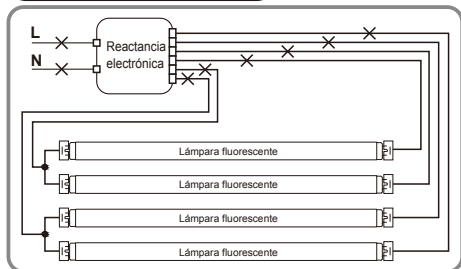 L
N
Reactancia
electrónica
Lámpara fluorescente
Lámpara fluorescente
Lámpara fluorescente
Lámpara fluorescente